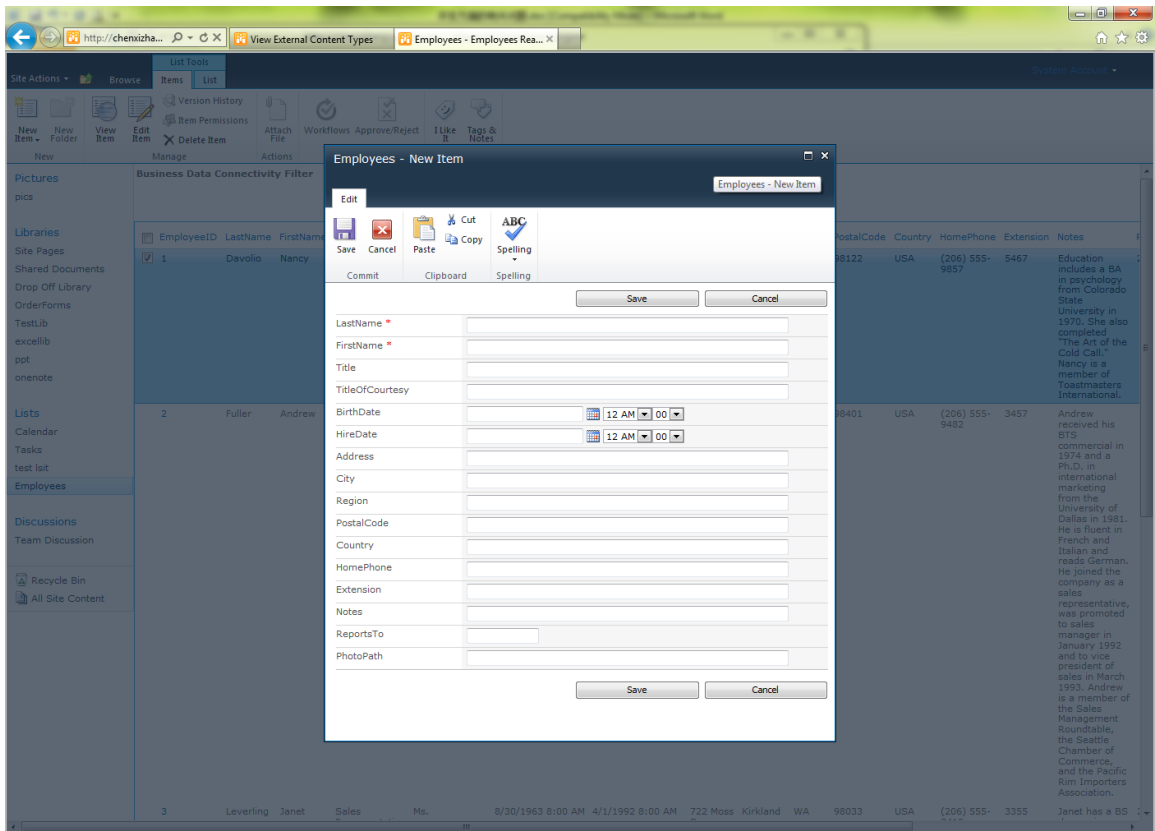 http://chenxizha...
View External Content Types
Employees - Employees Rea...
List Tools
Site Actions
Browse
Items
List
System Account
New Item
New Folder
View Item
Edit Item
Version History
Item Permissions
Delete Item
Attach File
Workflows
Approve/Reject
I Like It
Tags & Notes
New
Manage
Actions
Pictures
pics
Libraries
Site Pages
Shared Documents
Drop Off Library
OrderForms
TestLib
excellib
ppt
onenote
Lists
Calendar
Tasks
test lsit
Employees
Discussions
Team Discussion
Recycle Bin
All Site Content
Business Data Connectivity Filter
EmployeeID LastName FirstName
PostalCode Country HomePhone Extension Notes
1 Davolio Nancy
98122 USA (206) 555-9857 5467
Education
includes a BA
in psychology
from Colorado
State
University in
1970. She also
completed
"The Art of the
Cold Call."
Nancy is a
member of
Toastmasters
International.
2 Fuller Andrew
98401 USA (206) 555-9482 3457
Andrew
received his
BTS
commercial in
1974 and a
Ph.D. in
international
marketing
from the
University of
Dallas in 1981.
He is fluent in
French and
Italian and
reads German.
He joined the
company as a
sales
representative,
was promoted
to sales
manager in
January 1992
and to vice
president of
sales in March
1993. Andrew
is a member of
the Sales
Management
Roundtable,
the Seattle
Chamber of
Commerce,
and the Pacific
Rim Importers
Association.
3 Leverling Janet Sales Ms. 8/30/1963 8:00 AM 4/1/1992 8:00 AM 722 Moss Kirkland WA 98033 USA (206) 555- 3355 Janet has a BS
Employees - New Item
Employees - New Item
Edit
Save
Cancel
Paste
Cut
Copy
ABC
Spelling
Commit
Clipboard
Spelling
Save Cancel
LastName *
FirstName *
Title
TitleOfCourtesy
BirthDate 12 AM 00
HireDate 12 AM 00
Address
City
Region
PostalCode
Country
HomePhone
Extension
Notes
ReportsTo
PhotoPath
Save Cancel